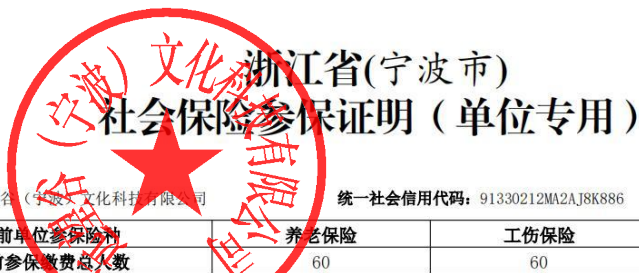 浙江省(宁波市)
社会保险参保证明（单位专用）
谷（宁波）文化科技有限公司
统一社会信用代码：91330212MA2AJ8K886
前单位参保险种 养老保险 工伤保险
前参保缴费总人数 60 60
谷（宁波）文化科技有限公司